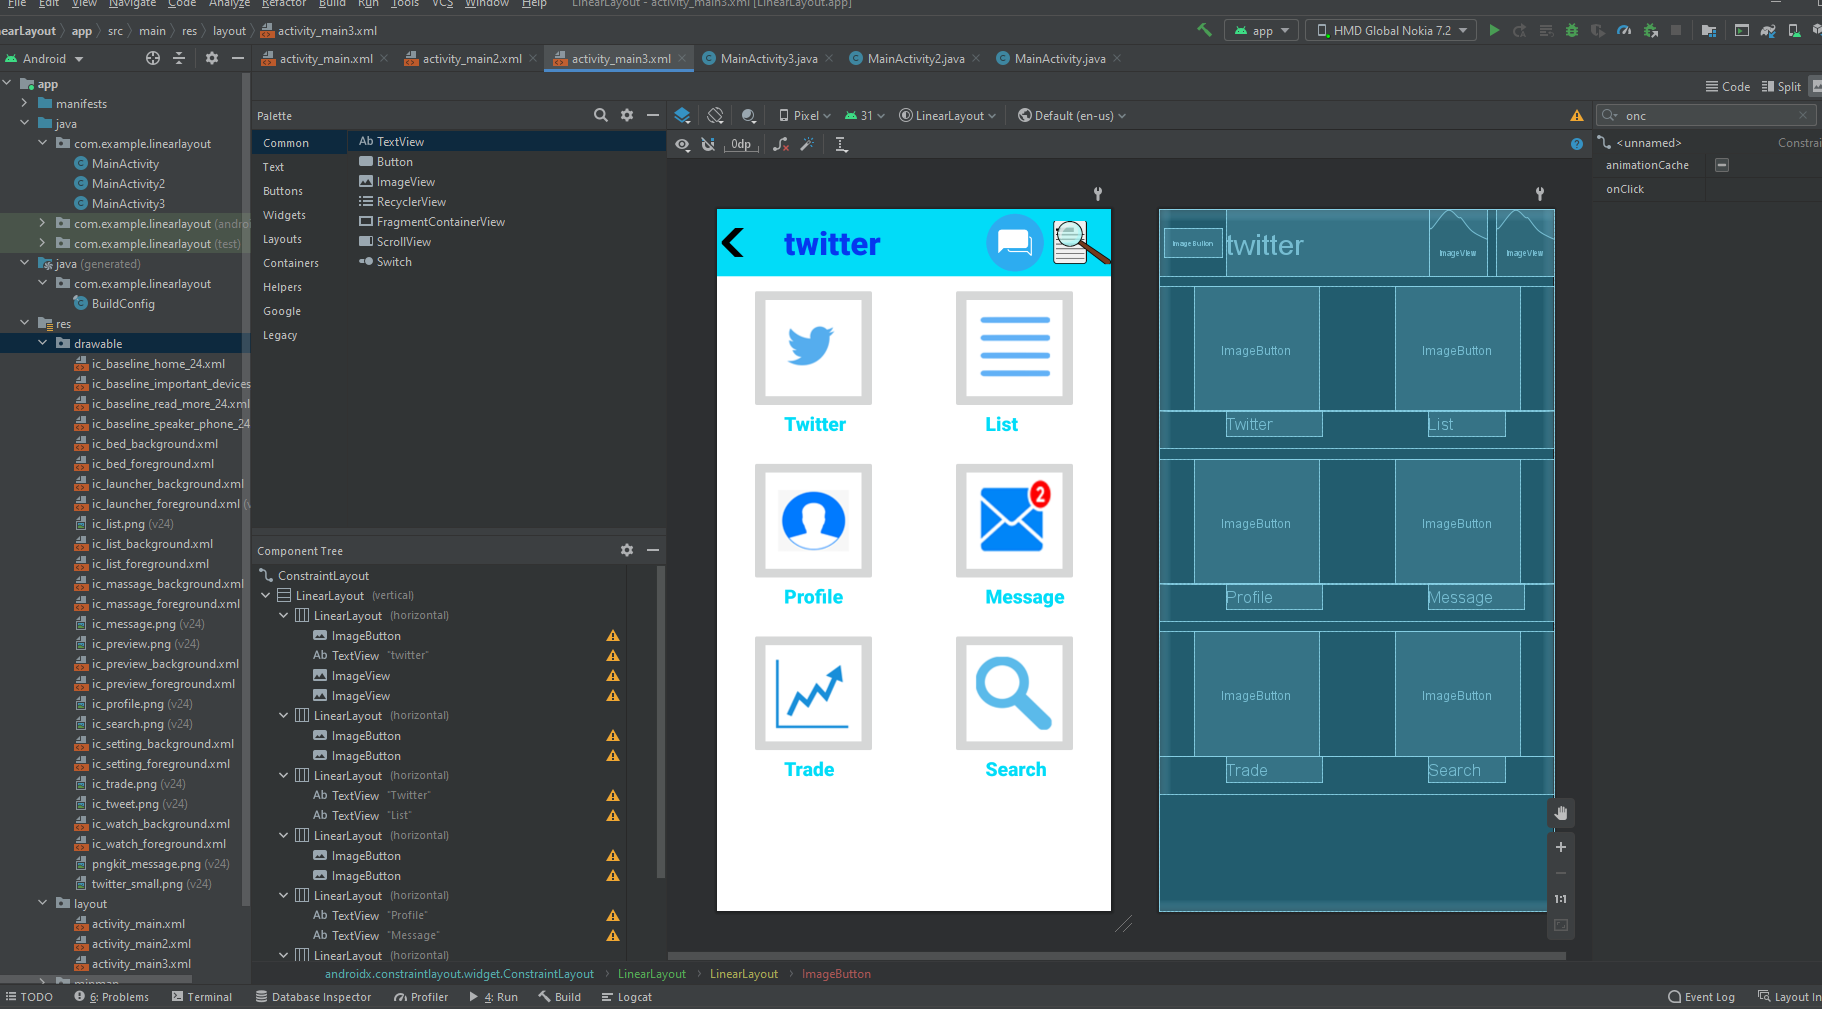 File Edit View Navigate Code Analyze Refactor Build Run Tools VCS Window Help LinearLayout - activity_main3.xml [LinearLayout.app]
earLayout app src main res layout activity_main3.xml
app HMD Global Nokia 7.2
Android
activity_main.xml activity_main2.xml activity_main3.xml MainActivity3.java MainActivity2.java MainActivity.java
Code Split
app
manifests
java
com.example.linearlayout
MainActivity
MainActivity2
MainActivity3
com.example.linearlayout (andro
com.example.linearlayout (test)
java (generated)
com.example.linearlayout
BuildConfig
res
drawable
ic_baseline_home_24.xml
ic_baseline_important_devices
ic_baseline_read_more_24.xml
ic_baseline_speaker_phone_24
ic_bed_background.xml
ic_bed_foreground.xml
ic_launcher_background.xml
ic_launcher_foreground.xml (v
ic_list.png (v24)
ic_list_background.xml
ic_list_foreground.xml
ic_massage_background.xml
ic_massage_foreground.xml
ic_message.png (v24)
ic_preview.png (v24)
ic_preview_background.xml
ic_preview_foreground.xml
ic_profile.png (v24)
ic_search.png (v24)
ic_setting_background.xml
ic_setting_foreground.xml
ic_trade.png (v24)
ic_tweet.png (v24)
ic_watch_background.xml
ic_watch_foreground.xml
pngkit_message.png (v24)
twitter_small.png (v24)
layout
activity_main.xml
activity_main2.xml
activity_main3.xml
Palette
Common
Text
Buttons
Widgets
Layouts
Containers
Helpers
Google
Legacy
Ab TextView
Button
ImageView
RecyclerView
FragmentContainerView
ScrollView
Switch
Component Tree
ConstraintLayout
LinearLayout (vertical)
LinearLayout (horizontal)
ImageButton
Ab TextView "twitter"
ImageView
ImageView
LinearLayout (horizontal)
ImageButton
ImageButton
LinearLayout (horizontal)
Ab TextView "Twitter"
Ab TextView "List"
LinearLayout (horizontal)
ImageButton
ImageButton
LinearLayout (horizontal)
Ab TextView "Profile"
Ab TextView "Message"
LinearLayout (horizontal)
Pixel 31 LinearLayout Default (en-us)
0dp
twitter
Twitter List
2
Profile Message
Trade Search
ImageButton twitter ImageView ImageView
ImageButton ImageButton
Twitter List
ImageButton ImageButton
Profile Message
ImageButton ImageButton
Trade Search
1:1
onc
<unnamed> Constrai
animationCache
onClick
androidx.constraintlayout.widget.ConstraintLayout LinearLayout LinearLayout ImageButton
TODO 6: Problems Terminal Database Inspector Profiler 4: Run Build Logcat Event Log Layout In